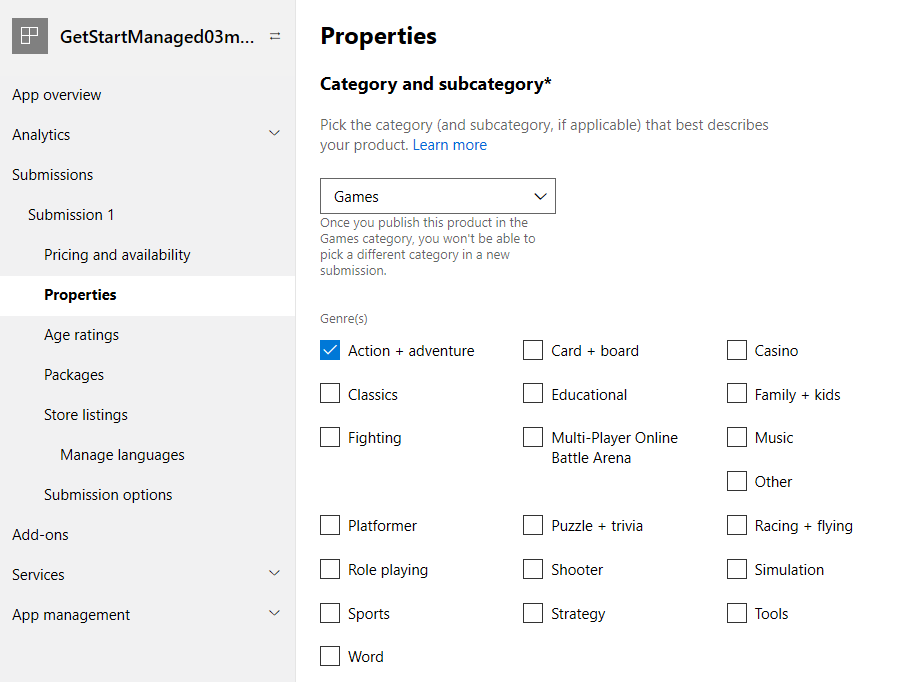 GetStartManaged03m...
App overview
Analytics
Submissions
Submission 1
Pricing and availability
Properties
Age ratings
Packages
Store listings
Manage languages
Submission options
Add-ons
Services
App management
Properties
Category and subcategory*
Pick the category (and subcategory, if applicable) that best describes
your product. Learn more
Games
Once you publish this product in the
Games category, you won't be able to
pick a different category in a new
submission.
Genre(s)
Action + adventure
Card + board
Casino
Classics
Educational
Family + kids
Fighting
Multi-Player Online
Battle Arena
Music
Other
Platformer
Puzzle + trivia
Racing + flying
Role playing
Shooter
Simulation
Sports
Strategy
Tools
Word